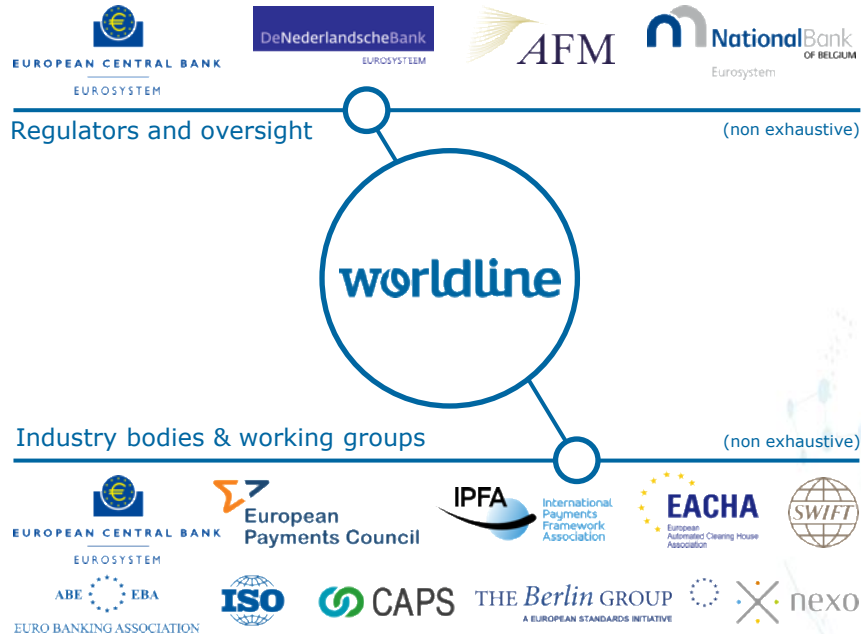 EUROPEAN CENTRAL BANK
EUROSYSTEM
DeNederlandscheBank
EUROSYSTEEM
AFM
NationalBank
OF BELGIUM
Eurosystem
Regulators and oversight
(non exhaustive)
worldline
Industry bodies & working groups
(non exhaustive)
EUROPEAN CENTRAL BANK
EUROSYSTEM
European
Payments Council
IPFA
International
Payments
Framework
Association
EACHA
European
Automated Clearing House
Association
SWIFT
ABE EBA
EURO BANKING ASSOCIATION
ISO
CAPS
THE Berlin GROUP
A EUROPEAN STANDARDS INITIATIVE
nexo